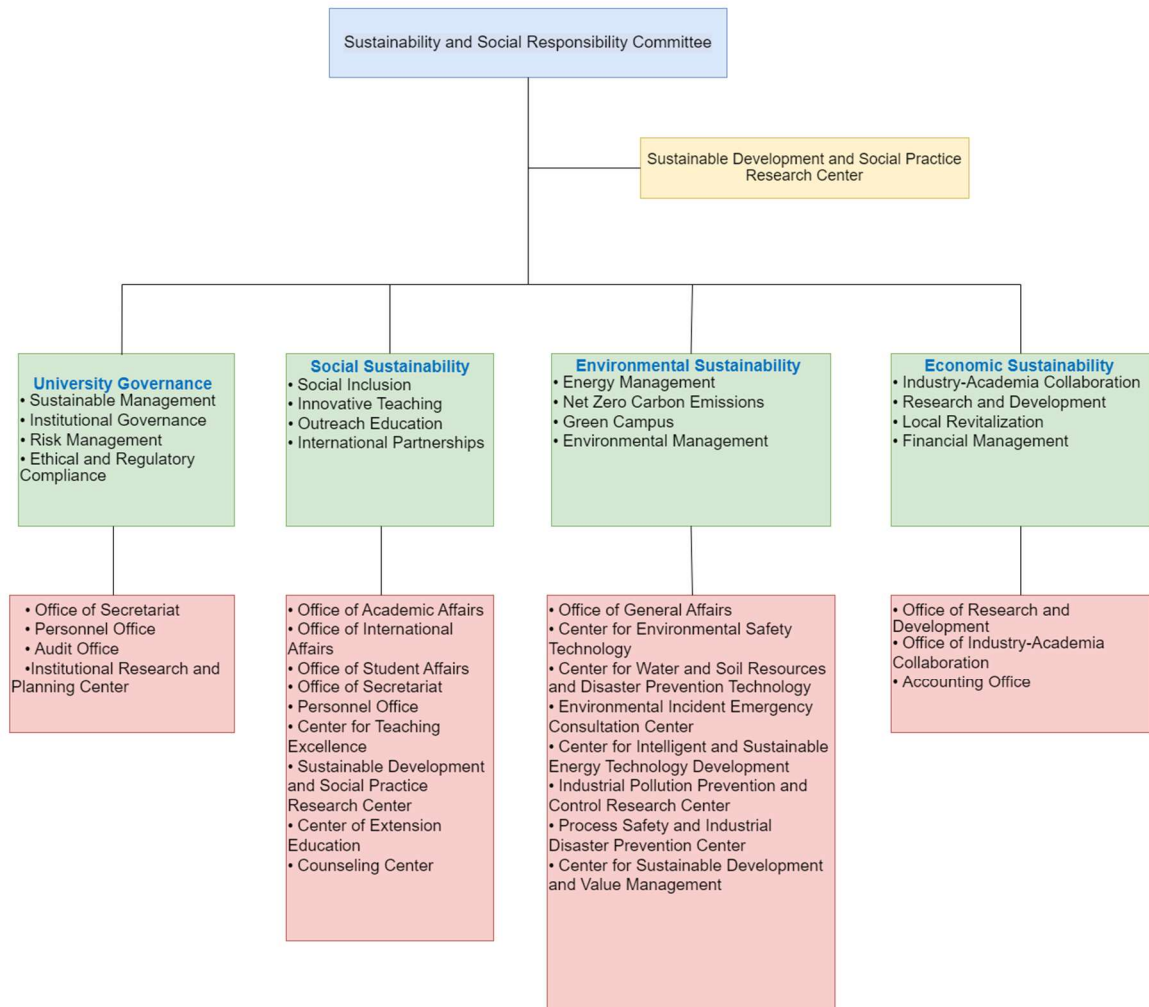 Sustainability and Social Responsibility Committee
Sustainable Development and Social Practice
Research Center
University Governance
• Sustainable Management
• Institutional Governance
• Risk Management
• Ethical and Regulatory
Compliance
Social Sustainability
• Social Inclusion
• Innovative Teaching
• Outreach Education
• International Partnerships
Environmental Sustainability
• Energy Management
• Net Zero Carbon Emissions
• Green Campus
• Environmental Management
Economic Sustainability
• Industry-Academia Collaboration
• Research and Development
• Local Revitalization
• Financial Management
• Office of Secretariat
• Personnel Office
• Audit Office
•Institutional Research and
Planning Center
• Office of Academic Affairs
• Office of International
Affairs
• Office of Student Affairs
• Office of Secretariat
• Personnel Office
• Center for Teaching
Excellence
• Sustainable Development
and Social Practice
Research Center
• Center of Extension
Education
• Counseling Center
• Office of General Affairs
• Center for Environmental Safety
Technology
• Center for Water and Soil Resources
and Disaster Prevention Technology
• Environmental Incident Emergency
Consultation Center
• Center for Intelligent and Sustainable
Energy Technology Development
• Industrial Pollution Prevention and
Control Research Center
• Process Safety and Industrial
Disaster Prevention Center
• Center for Sustainable Development
and Value Management
• Office of Research and
Development
• Office of Industry-Academia
Collaboration
• Accounting Office